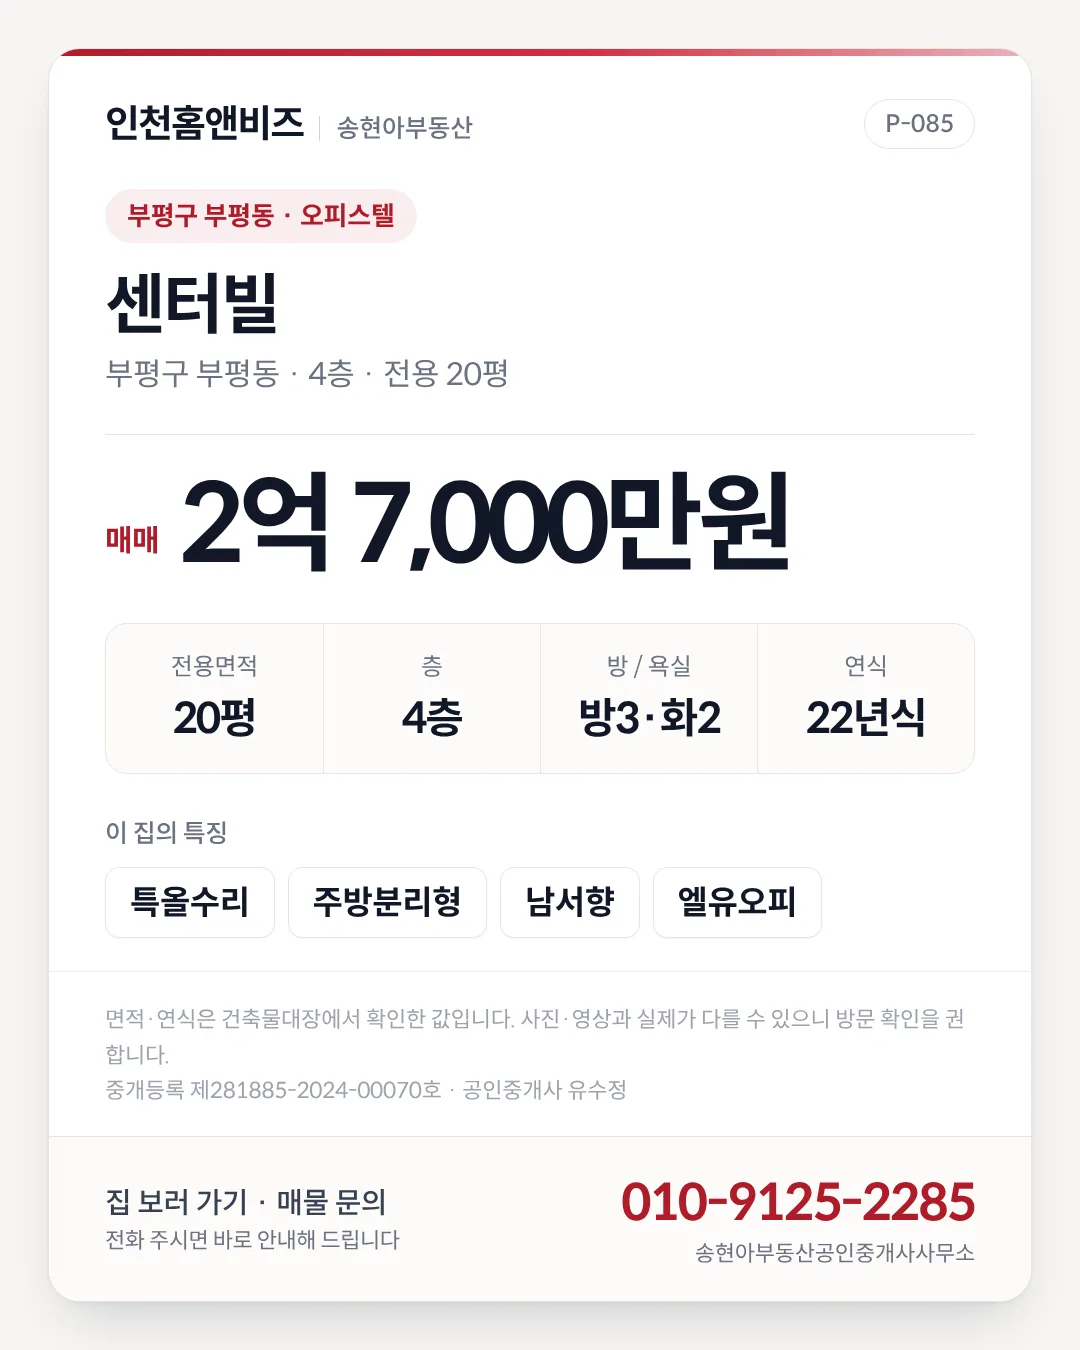 인천홈앤비즈 | 송현아부동산
P-085
부평구 부평동 · 오피스텔
센터빌
부평구 부평동 · 4층 · 전용 20평
매매 2억 7,000만원
전용면적 층 방 / 욕실 연식
20평 4층 방3·화2 22년식
이 집의 특징
특올수리 주방분리형 남서향 엘유오피
면적·연식은 건축물대장에서 확인한 값입니다. 사진·영상과 실제가 다를 수 있으니 방문 확인을 권
합니다.
중개등록 제281885-2024-00070호 · 공인중개사 유수정
집 보러 가기 · 매물 문의
전화 주시면 바로 안내해 드립니다
010-9125-2285
송현아부동산공인중개사사무소